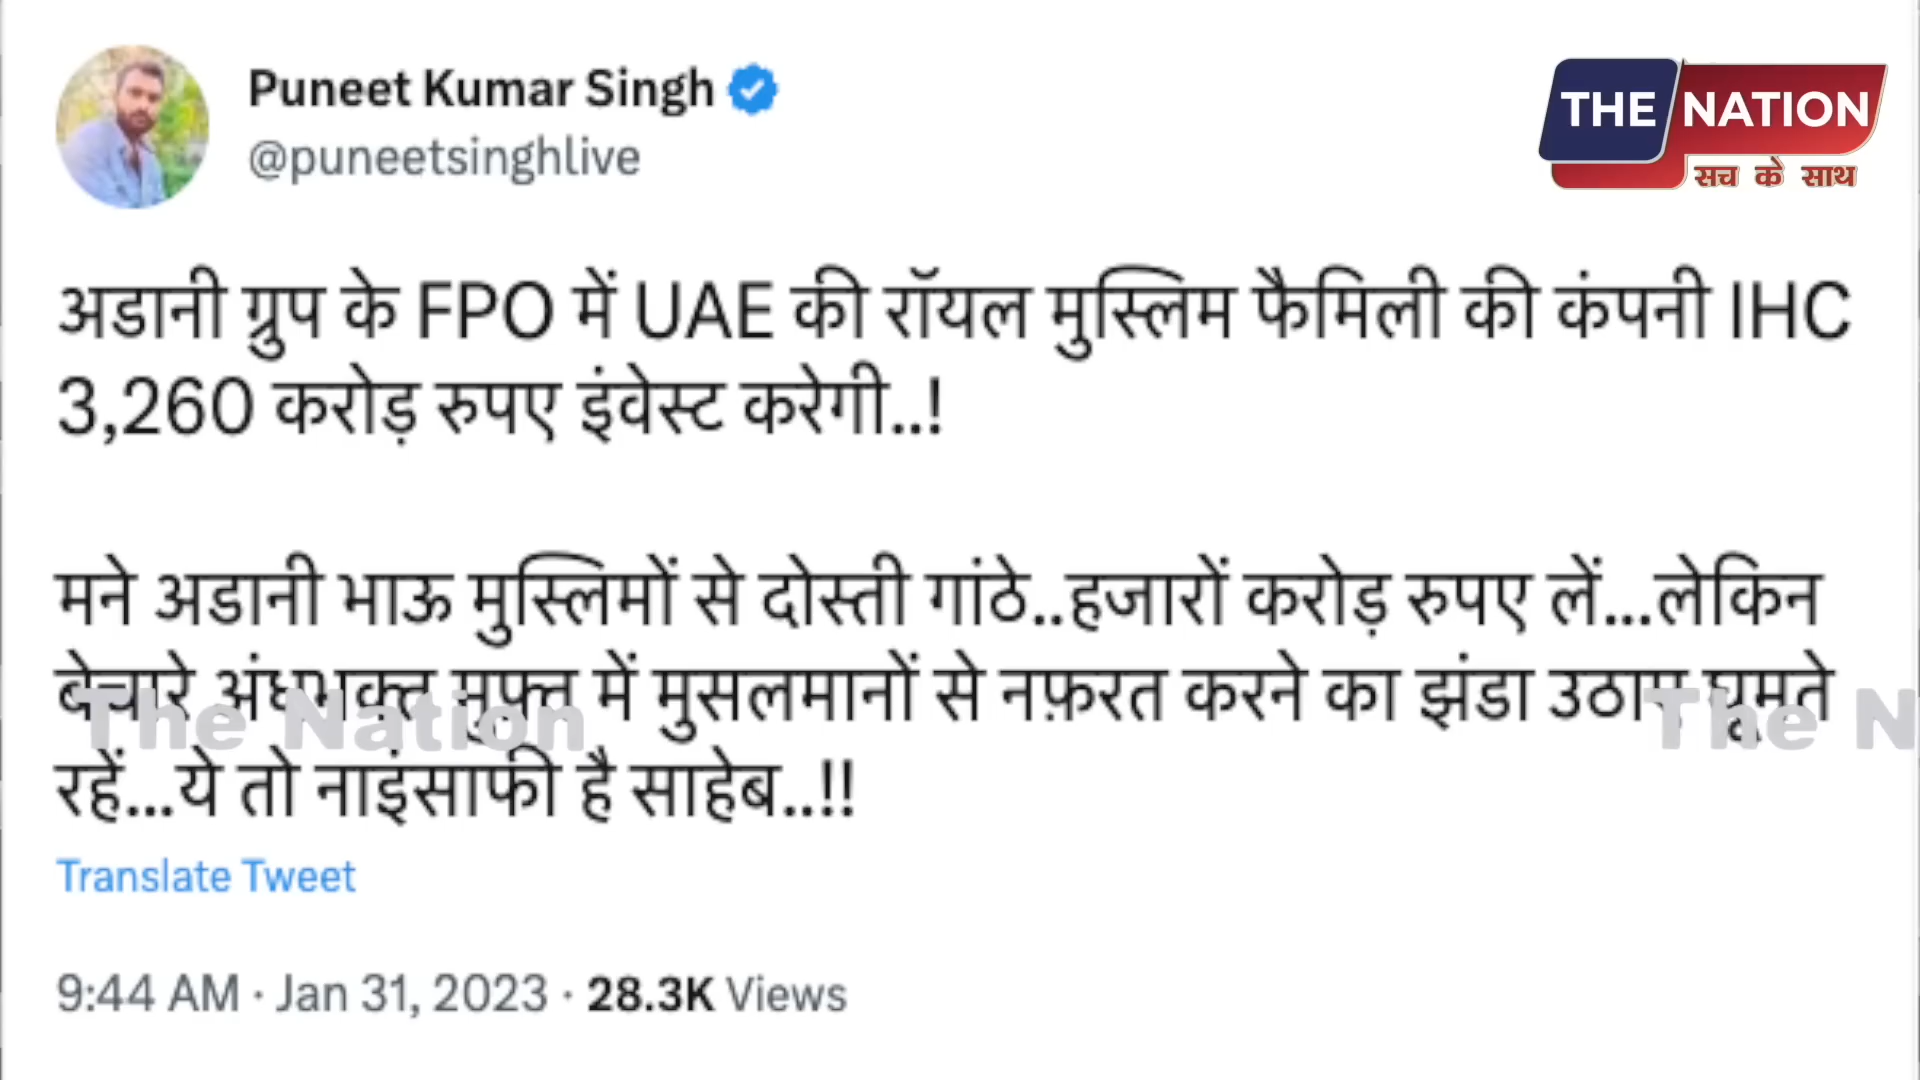 Puneet Kumar Singh
@puneetsinghlive
THE NATION
सच के साथ
अडानी ग्रुप के FPO में UAE की रॉयल मुस्लिम फैमिली की कंपनी IHC
3,260 करोड़ रुपए इंवेस्ट करेगी..!
मने अडानी भाऊ मुस्लिमों से दोस्ती गांठे..हजारों करोड़ रुपए लें...लेकिन
बेचारे अंधभक्त मुफ्त में मुसलमानों से नफ़रत करने का झंडा उठाए घूमते
The Nation
The N
रहें...ये तो नाइंसाफी है साहेब..!!
Translate Tweet
9:44 AM · Jan 31, 2023 · 28.3K Views